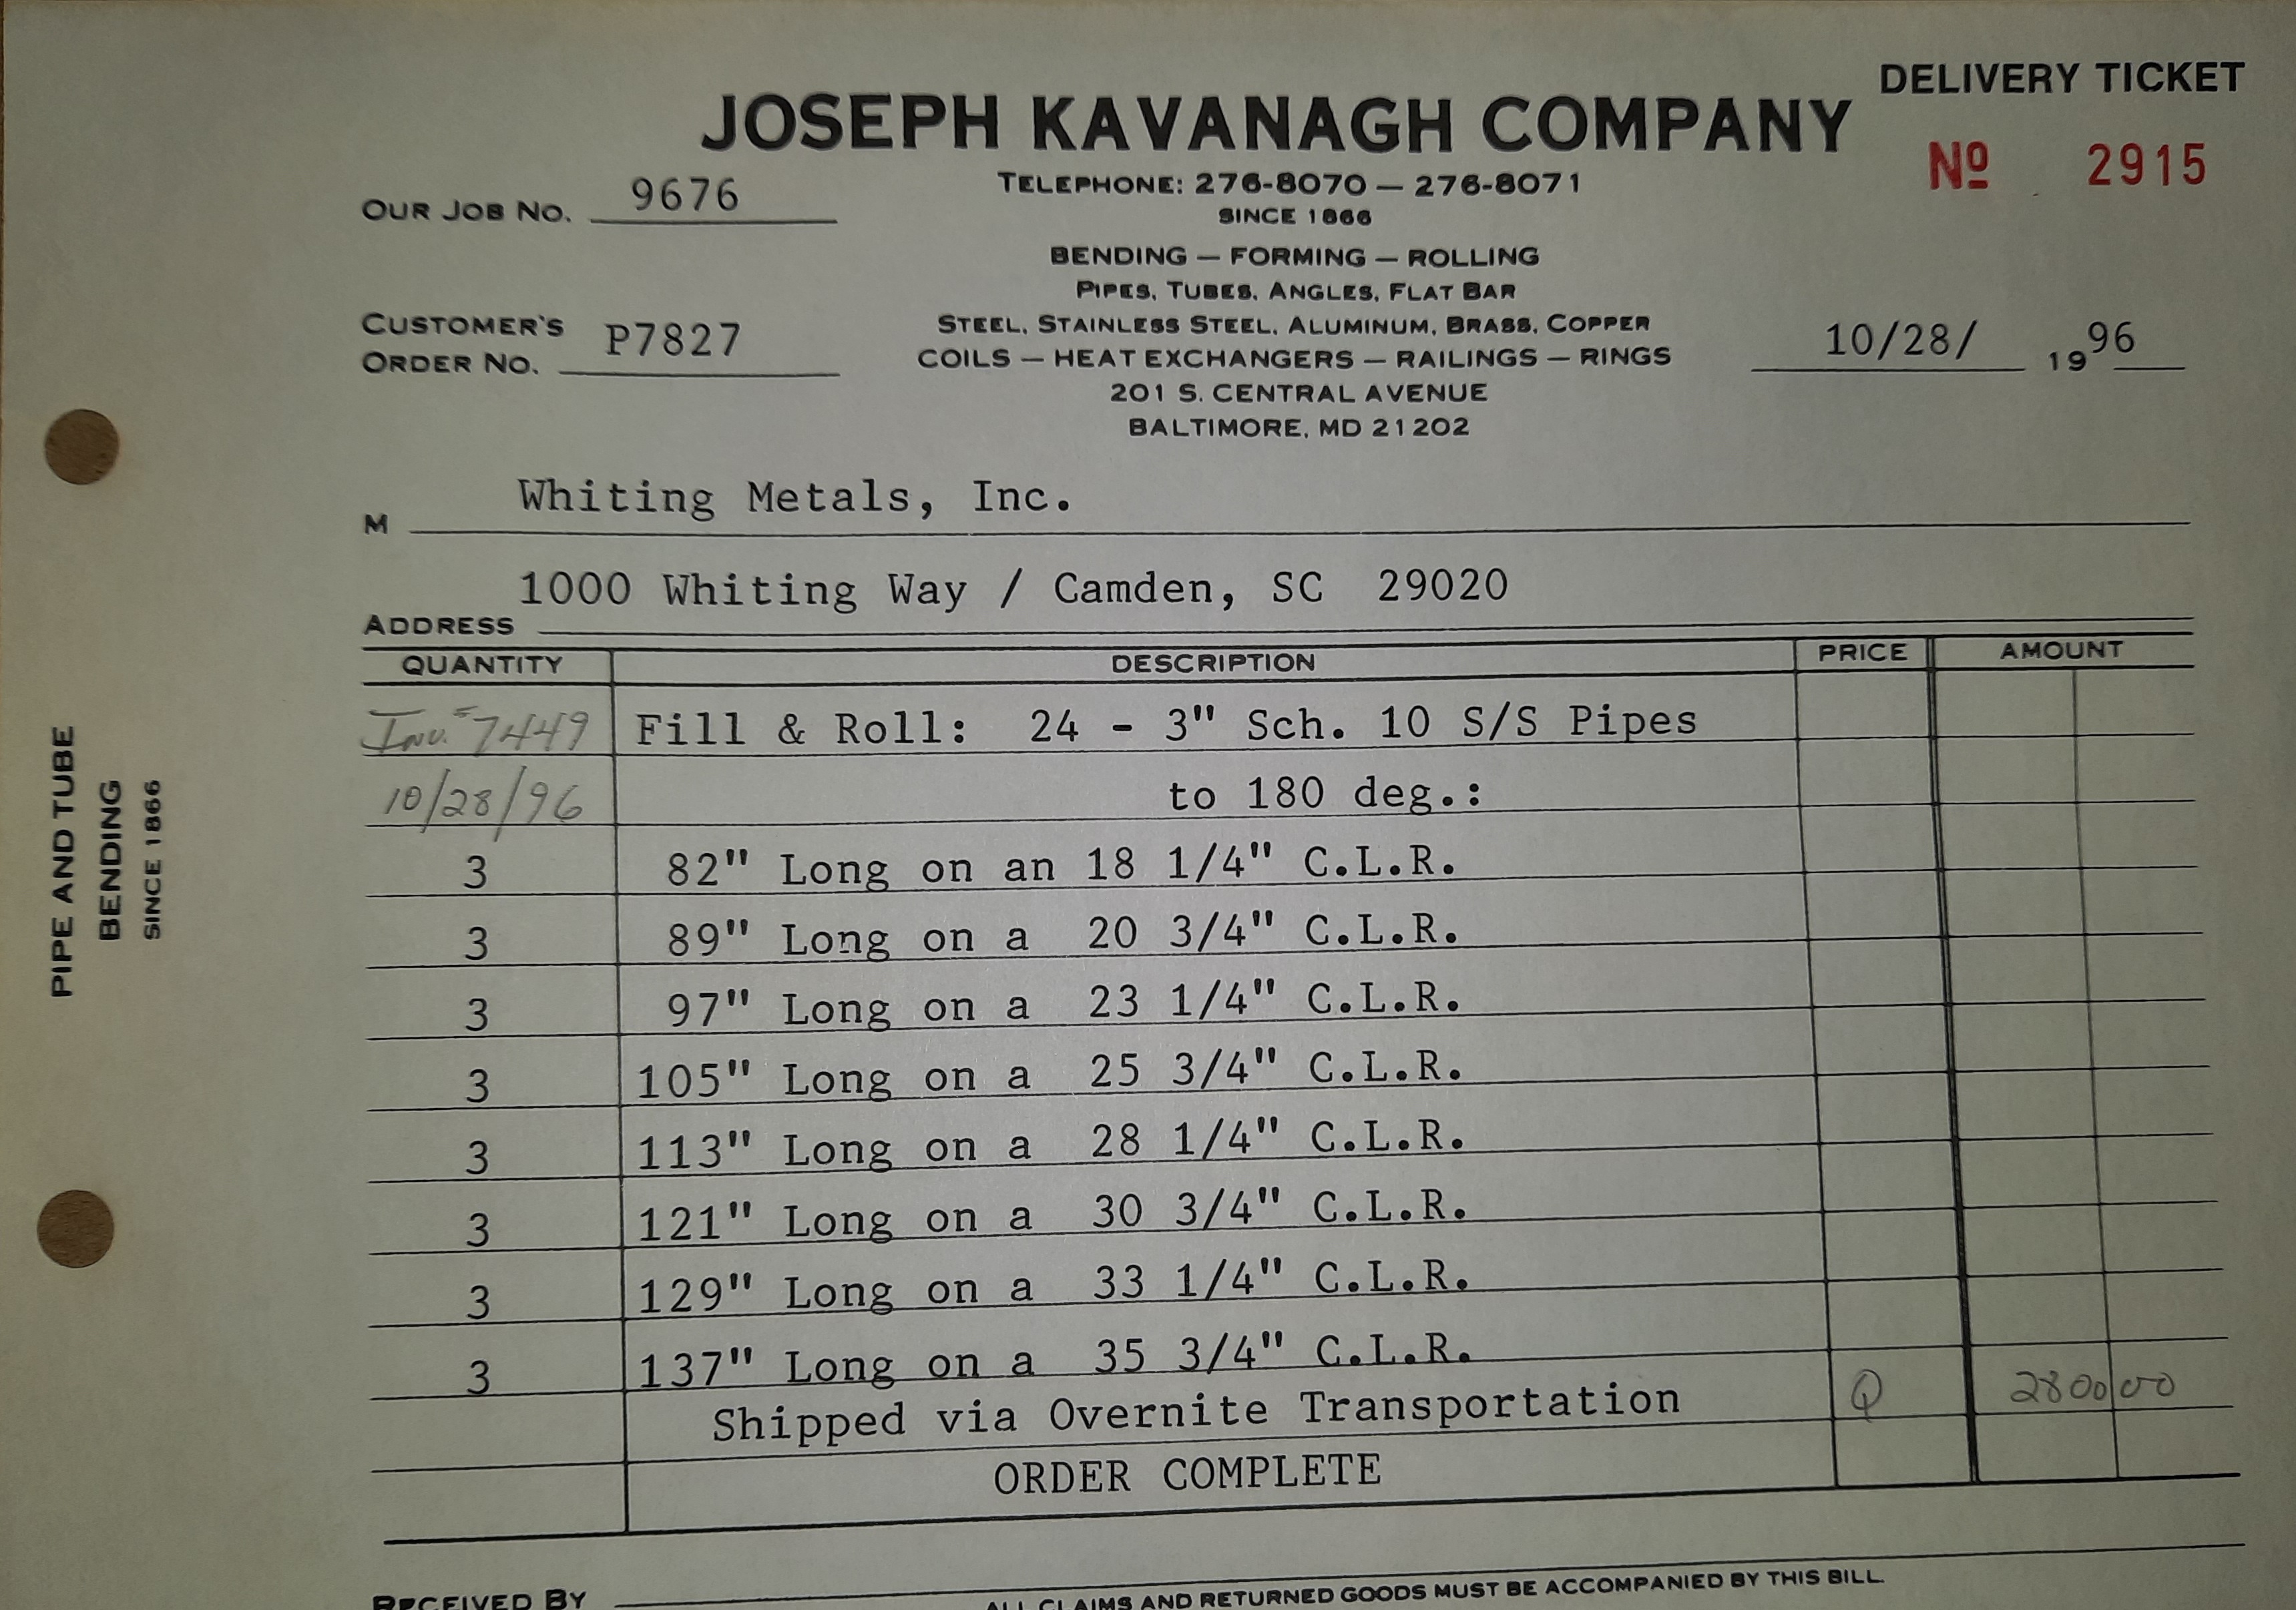 DELIVERY TICKET
JOSEPH KAVANAGH COMPANY
Nº 2915
TELEPHONE: 276-8070 — 276-8071
OUR JOB NO. 9676
SINCE 1866
BENDING — FORMING — ROLLING
PIPES, TUBES, ANGLES, FLAT BAR
CUSTOMER'S
ORDER NO. P7827
STEEL, STAINLESS STEEL, ALUMINUM, BRASS, COPPER
10/28/ 1996
COILS — HEAT EXCHANGERS — RAILINGS — RINGS
201 S. CENTRAL AVENUE
BALTIMORE, MD 21202
M Whiting Metals, Inc.
ADDRESS 1000 Whiting Way / Camden, SC 29020
QUANTITY DESCRIPTION PRICE AMOUNT
Inv. #7449 Fill & Roll: 24 - 3" Sch. 10 S/S Pipes
10/28/96 to 180 deg.:
3 82" Long on an 18 1/4" C.L.R.
3 89" Long on a 20 3/4" C.L.R.
3 97" Long on a 23 1/4" C.L.R.
3 105" Long on a 25 3/4" C.L.R.
3 113" Long on a 28 1/4" C.L.R.
3 121" Long on a 30 3/4" C.L.R.
3 129" Long on a 33 1/4" C.L.R.
3 137" Long on a 35 3/4" C.L.R.
Shipped via Overnite Transportation Q 2800 00
ORDER COMPLETE
RECEIVED BY
ALL CLAIMS AND RETURNED GOODS MUST BE ACCOMPANIED BY THIS BILL.
PIPE AND TUBE
BENDING
SINCE 1866